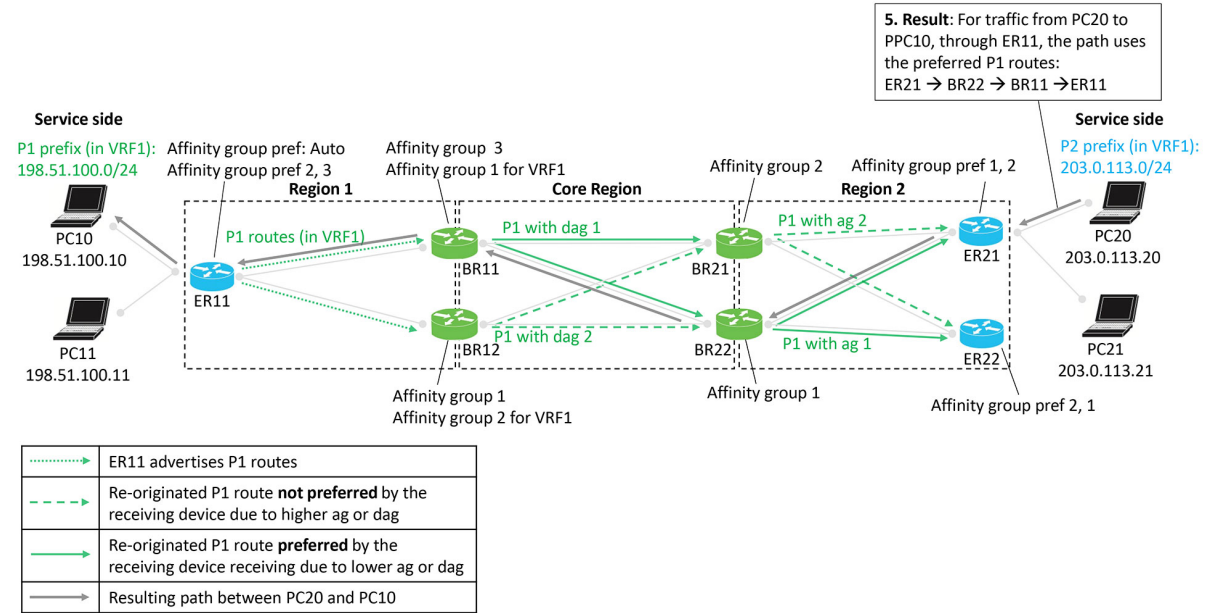 5. Result: For traffic from PC20 to
PPC10, through ER11, the path uses
the preferred P1 routes:
ER21 → BR22 → BR11 →ER11
Service side
P1 prefix (in VRF1):
198.51.100.0/24
Affinity group pref: Auto
Affinity group pref 2, 3
Affinity group 3
Affinity group 1 for VRF1
Affinity group 2
Affinity group pref 1, 2
Service side
P2 prefix (in VRF1):
203.0.113.0/24
Region 1
Core Region
Region 2
PC10
198.51.100.10
P1 routes (in VRF1)
P1 with dag 1
P1 with ag 2
BR11
BR21
ER21
PC20
203.0.113.20
ER11
PC11
198.51.100.11
BR12
P1 with dag 2
BR22
P1 with ag 1
ER22
PC21
203.0.113.21
Affinity group 1
Affinity group 2 for VRF1
Affinity group 1
Affinity group pref 2, 1
ER11 advertises P1 routes
Re-originated P1 route not preferred by the
receiving device due to higher ag or dag
Re-originated P1 route preferred by the
receiving device receiving due to lower ag or dag
Resulting path between PC20 and PC10